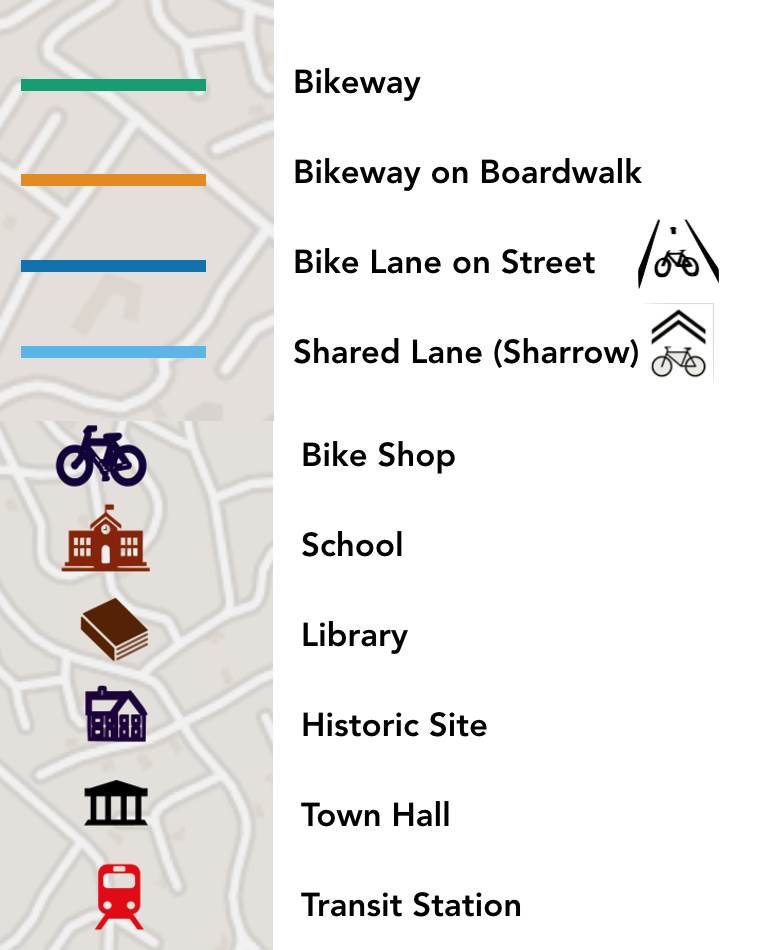 Bikeway
Bikeway on Boardwalk
Bike Lane on Street
Shared Lane (Sharrow)
Bike Shop
School
Library
Historic Site
Town Hall
Transit Station